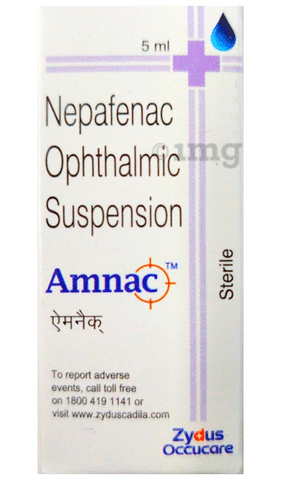 5 ml
Nepafenac
Ophthalmic
Suspension
Amnac™
ऐमनैक्
Sterile
To report adverse
events, call toll free
on 1800 419 1141 or
visit www.zyduscadila.com
Zydus
Occucare
1mg